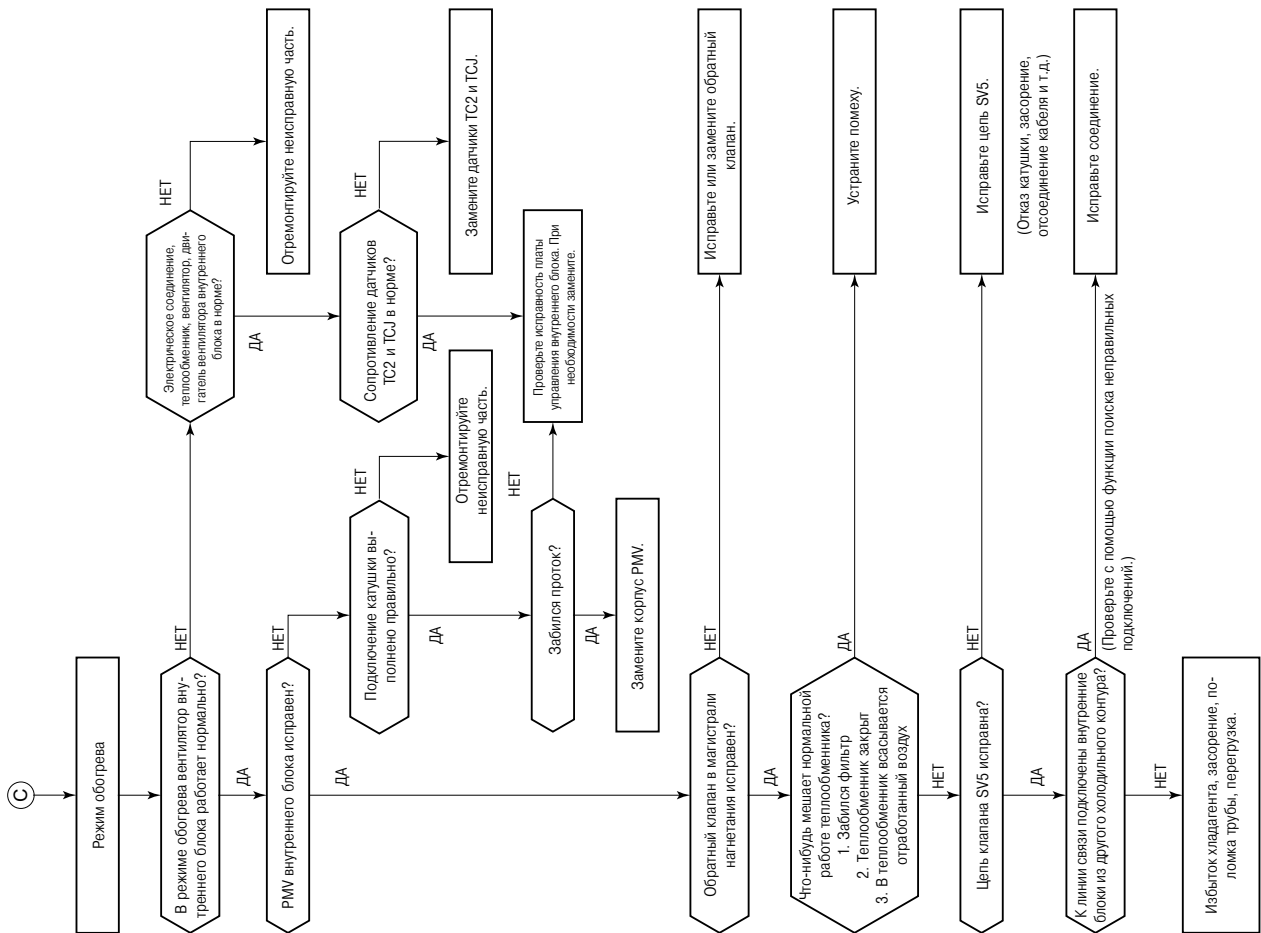 C
Режим обогрева
В режиме обогрева вентилятор вну-
треннего блока работает нормально?
НЕТ
ДА
Электрическое соединение,
теплообменник, вентилятор, дви-
гатель вентилятора внутреннего
блока в норме?
НЕТ
Отремонтируйте неисправную часть.
ДА
Сопротивление датчиков
TC2 и TCJ в норме?
НЕТ
Замените датчики TC2 и TCJ.
ДА
Проверьте исправность платы
управления внутреннего блока. При
необходимости замените.
PMV внутреннего блока исправен?
НЕТ
ДА
Подключение катушки вы-
полнено правильно?
НЕТ
Отремонтируйте
неисправную часть.
ДА
Забился проток?
НЕТ
ДА
Замените корпус PMV.
Обратный клапан в магистрали
нагнетания исправен?
НЕТ
Исправьте или замените обратный
клапан.
ДА
Что-нибудь мешает нормальной
работе теплообменника?
1. Забился фильтр
2. Теплообменник закрыт
3. В теплообменник всасывается
отработанный воздух
ДА
Устраните помеху.
НЕТ
Цепь клапана SV5 исправна?
НЕТ
Исправьте цепь SV5.
(Отказ катушки, засорение,
отсоединение кабеля и т.д.)
ДА
К линии связи подключены внутренние
блоки из другого холодильного контура?
ДА
(Проверьте с помощью функции поиска неправильных
подключений.)
Исправьте соединение.
НЕТ
Избыток хладагента, засорение, по-
ломка трубы, перегрузка.